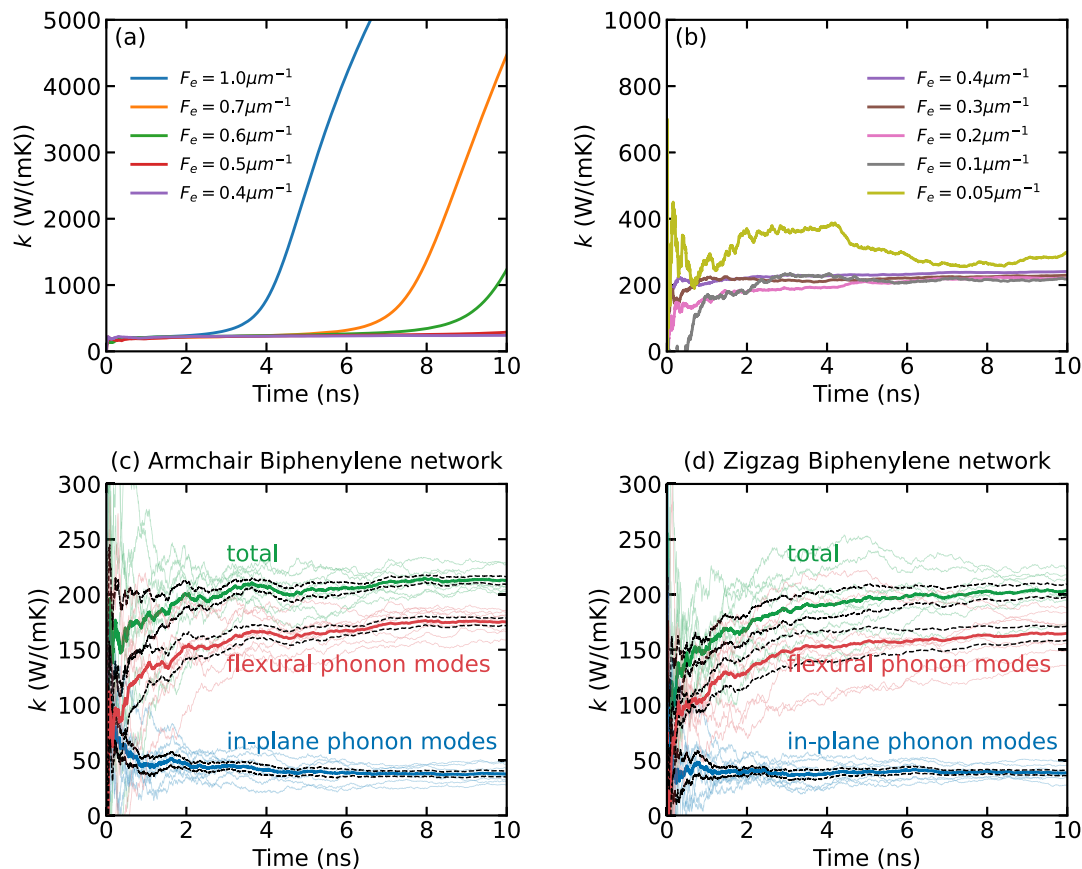 (a)
5000
4000
3000
2000
1000
0
k (W/(mK))
F_e = 1.0μm⁻¹
F_e = 0.7μm⁻¹
F_e = 0.6μm⁻¹
F_e = 0.5μm⁻¹
F_e = 0.4μm⁻¹
0 2 4 6 8 10
Time (ns)
(b)
1000
800
600
400
200
0
k (W/(mK))
F_e = 0.4μm⁻¹
F_e = 0.3μm⁻¹
F_e = 0.2μm⁻¹
F_e = 0.1μm⁻¹
F_e = 0.05μm⁻¹
0 2 4 6 8 10
Time (ns)
(c) Armchair Biphenylene network
300
250
200
150
100
50
0
k (W/(mK))
total
flexural phonon modes
in-plane phonon modes
0 2 4 6 8 10
Time (ns)
(d) Zigzag Biphenylene network
300
250
200
150
100
50
0
k (W/(mK))
total
flexural phonon modes
in-plane phonon modes
0 2 4 6 8 10
Time (ns)